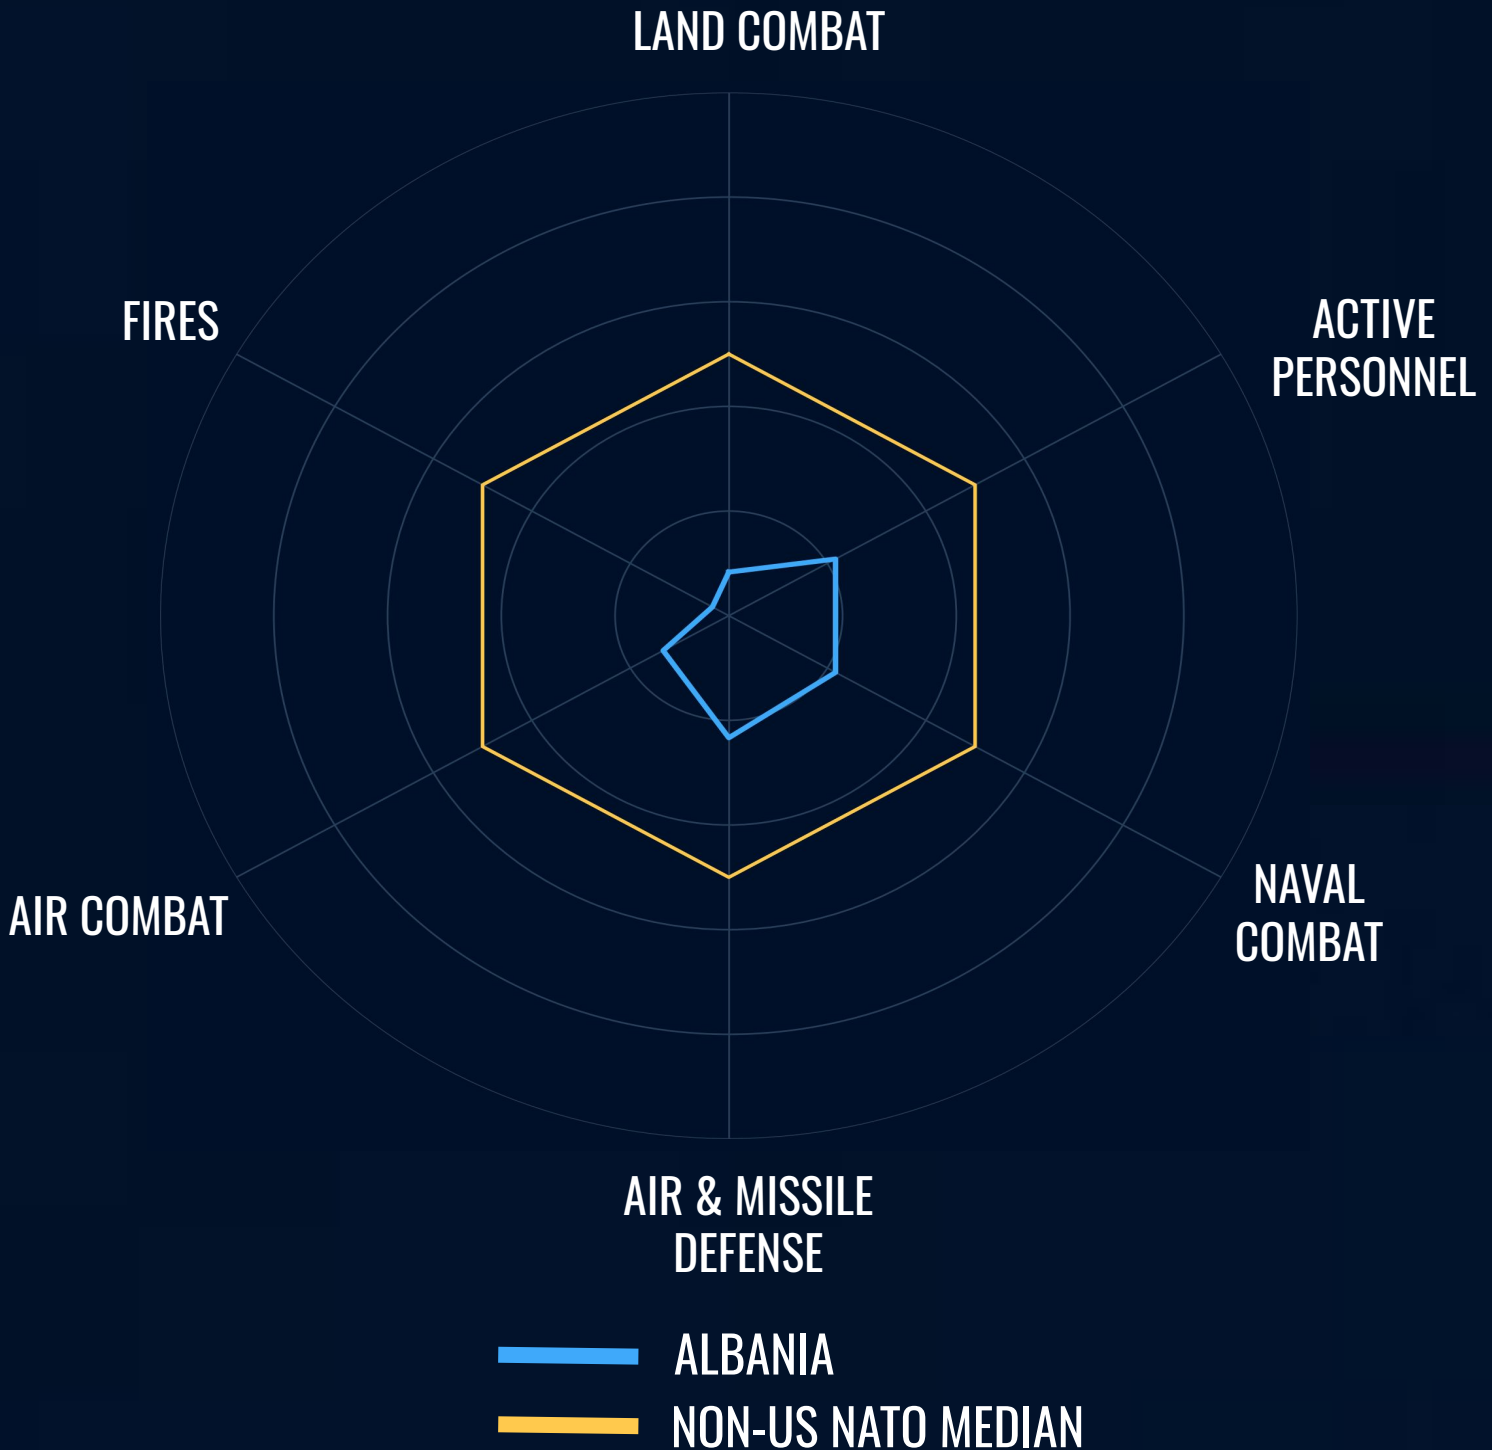 LAND COMBAT
FIRES
ACTIVE
PERSONNEL
AIR COMBAT
NAVAL
COMBAT
AIR & MISSILE
DEFENSE
ALBANIA
NON-US NATO MEDIAN